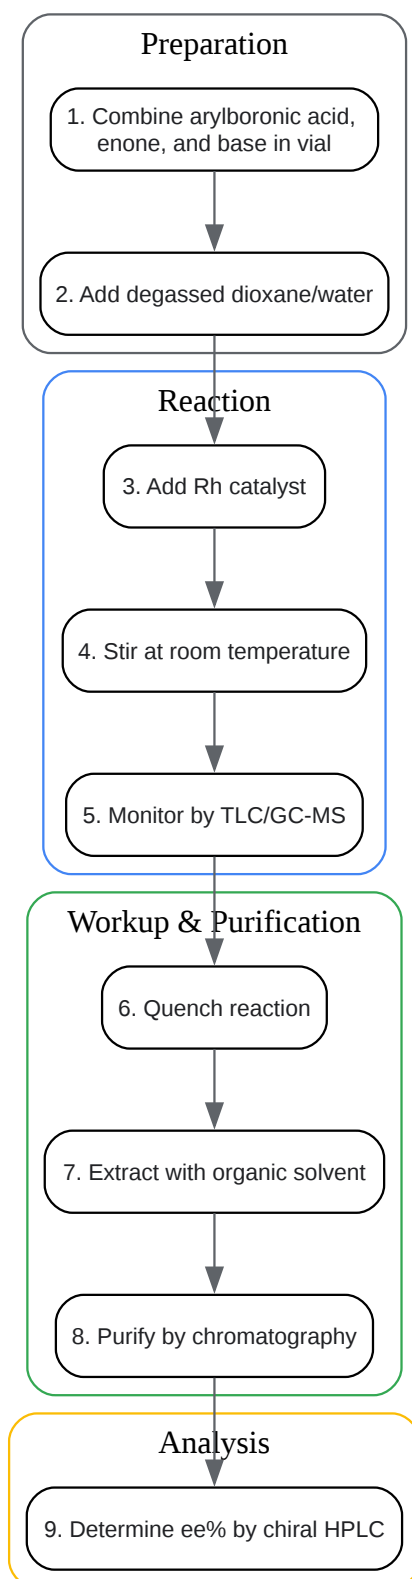 Preparation
1. Combine arylboronic acid,
enone, and base in vial
2. Add degassed dioxane/water
Reaction
3. Add Rh catalyst
4. Stir at room temperature
5. Monitor by TLC/GC-MS
Workup & Purification
6. Quench reaction
7. Extract with organic solvent
8. Purify by chromatography
Analysis
9. Determine ee% by chiral HPLC